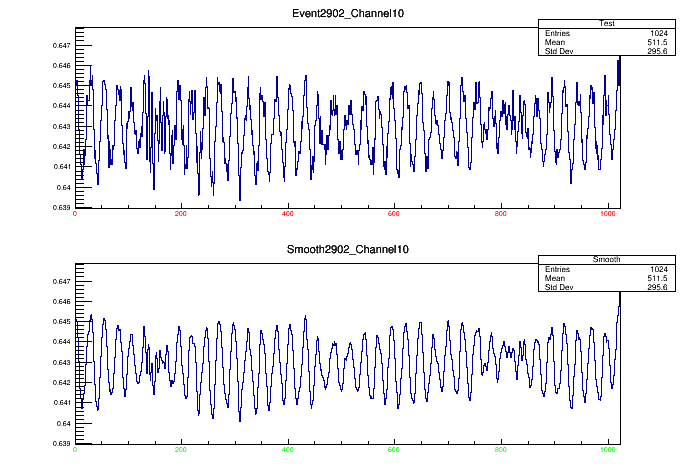 Event2902_Channel10
Test
Entries 1024
Mean 511.5
Std Dev 295.6
0.647
0.646
0.645
0.644
0.643
0.642
0.641
0.64
0.639
0 200 400 600 800 1000
Smooth2902_Channel10
Smooth
Entries 1024
Mean 511.5
Std Dev 295.6
0.647
0.646
0.645
0.644
0.643
0.642
0.641
0.64
0.639
0 200 400 600 800 1000